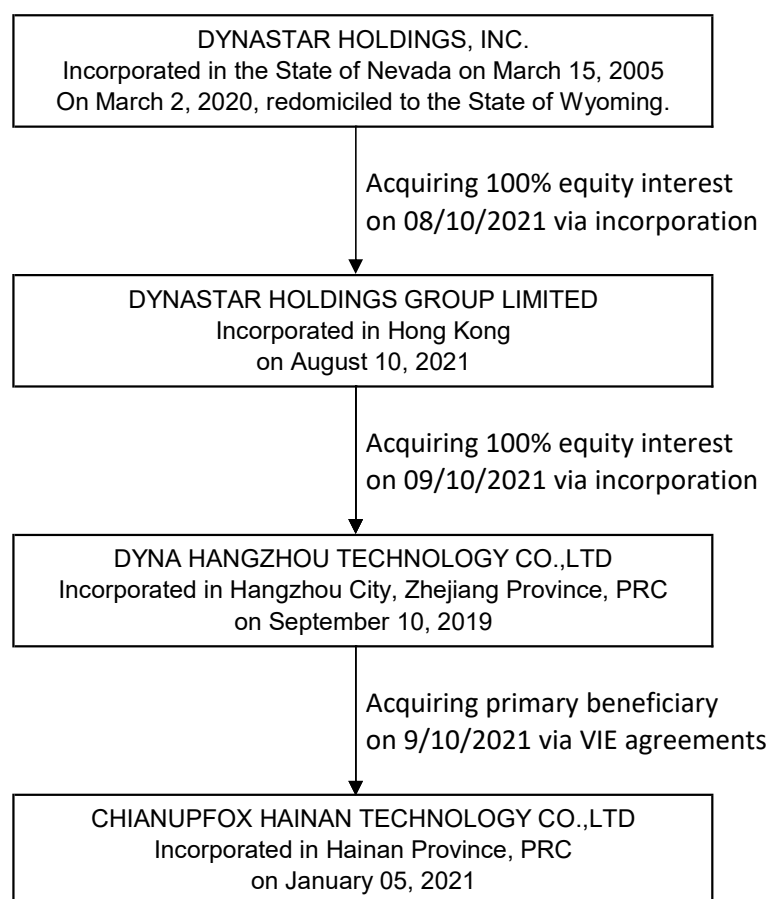 DYNASTAR HOLDINGS, INC.
Incorporated in the State of Nevada on March 15, 2005
On March 2, 2020, redomiciled to the State of Wyoming.
Acquiring 100% equity interest
on 08/10/2021 via incorporation
DYNASTAR HOLDINGS GROUP LIMITED
Incorporated in Hong Kong
on August 10, 2021
Acquiring 100% equity interest
on 09/10/2021 via incorporation
DYNA HANGZHOU TECHNOLOGY CO.,LTD
Incorporated in Hangzhou City, Zhejiang Province, PRC
on September 10, 2019
Acquiring primary beneficiary
on 9/10/2021 via VIE agreements
CHIANUPFOX HAINAN TECHNOLOGY CO.,LTD
Incorporated in Hainan Province, PRC
on January 05, 2021